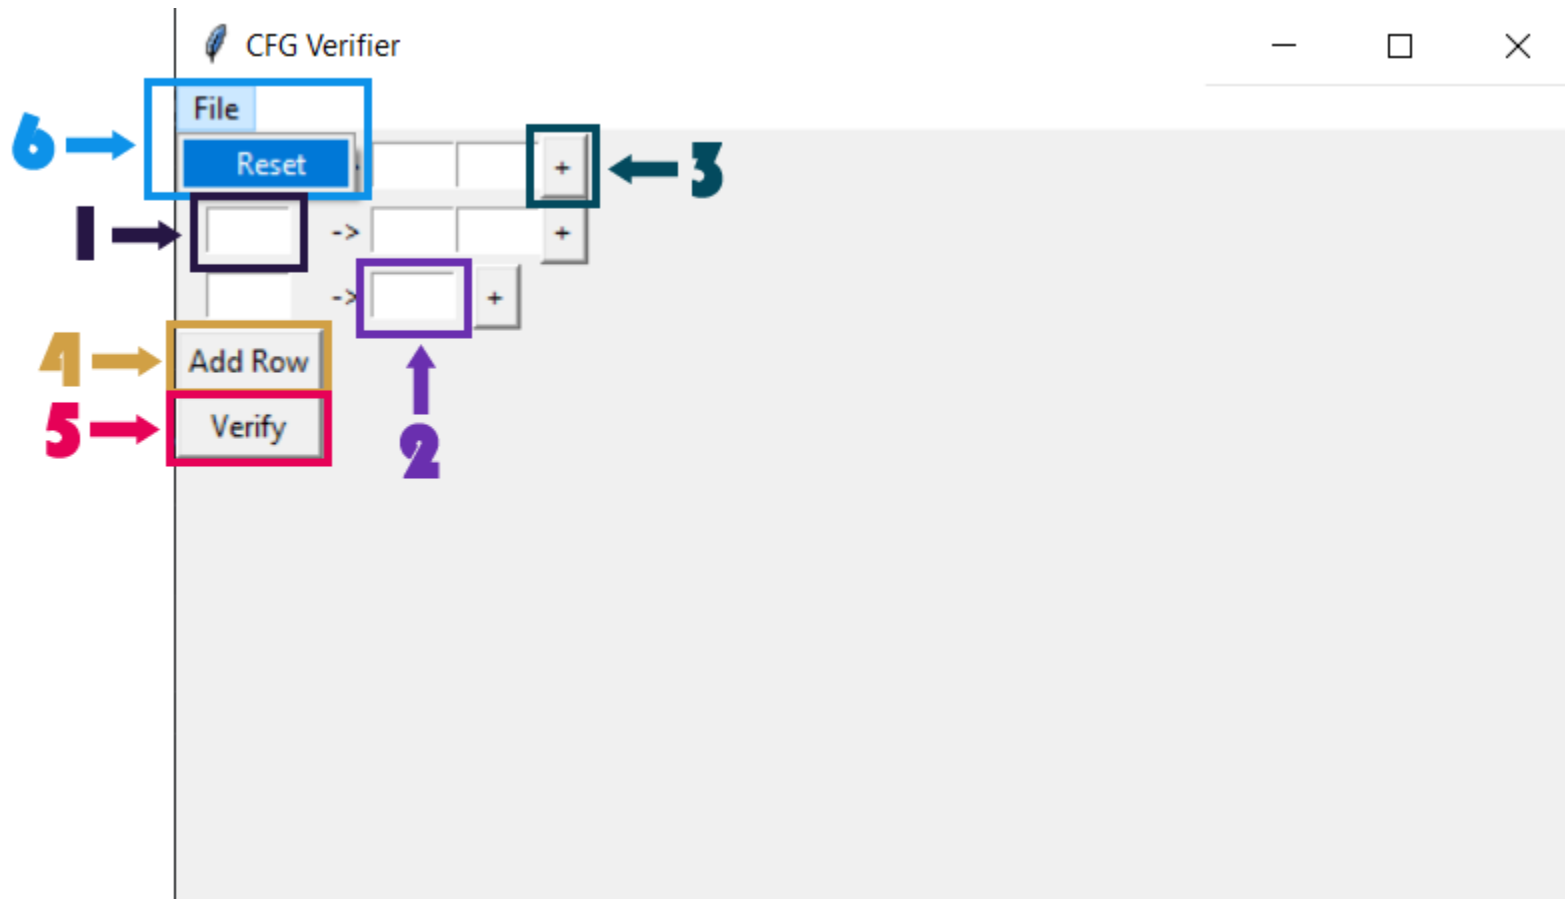 CFG Verifier
File
6
Reset
+
3
1
->
+
->
+
4
Add Row
5
Verify
2